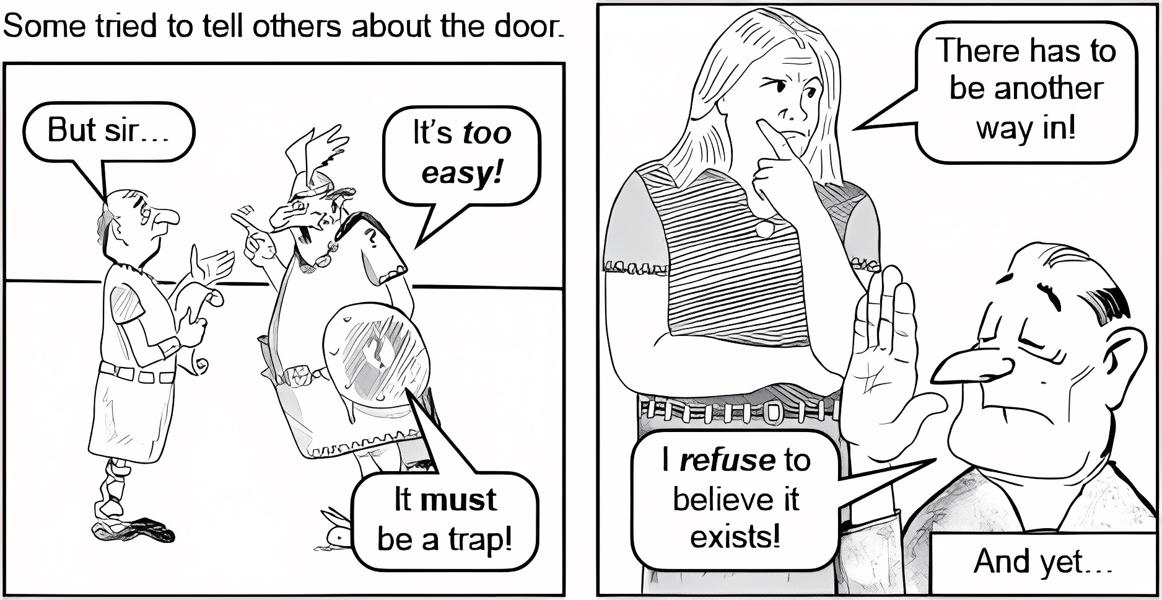 Some tried to tell others about the door.
But sir...
It's too
easy!
?
?
It must
be a trap!
There has to
be another
way in!
I refuse to
believe it
exists!
And yet...